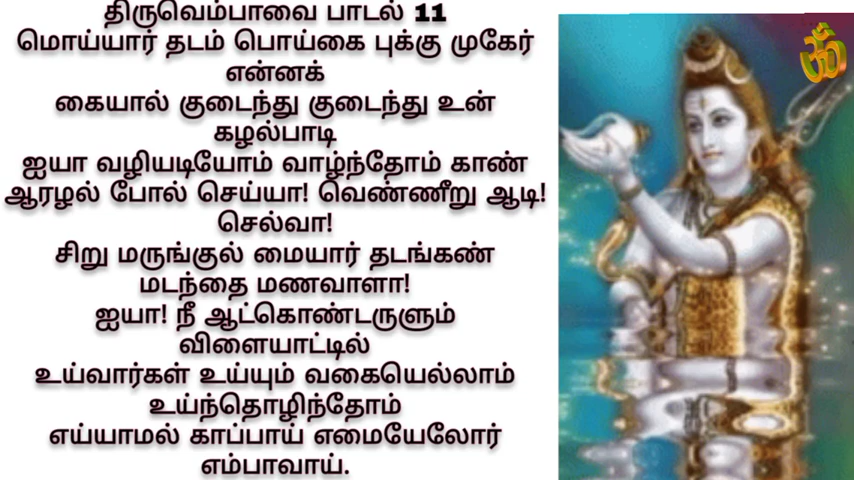 திருவெம்பாவை பாடல் 11
மொய்யார் தடம் பொய்கை புக்கு முகேர்
என்னக்
கையால் குடைந்து குடைந்து உன்
கழல்பாடி
ஐயா வழியடியோம் வாழ்ந்தோம் காண்
ஆரழல் போல் செய்யா! வெண்ணீறு ஆடி!
செல்வா!
சிறு மருங்குல் மையார் தடங்கண்
மடந்தை மணவாளா!
ஐயா! நீ ஆட்கொண்டருளும்
விளையாட்டில்
உய்வார்கள் உய்யும் வகையெல்லாம்
உய்ந்தொழிந்தோம்
எய்யாமல் காப்பாய் எமையேலோர்
எம்பாவாய்.
ॐ